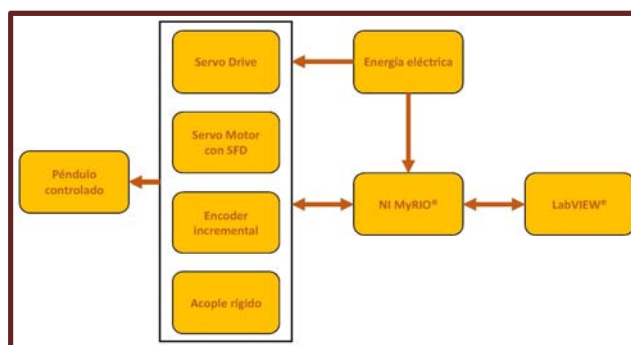 Servo Drive
Energía eléctrica
Servo Motor
con SFD
Péndulo
controlado
Encoder
incremental
NI MyRIO®
LabVIEW®
Acople rígido